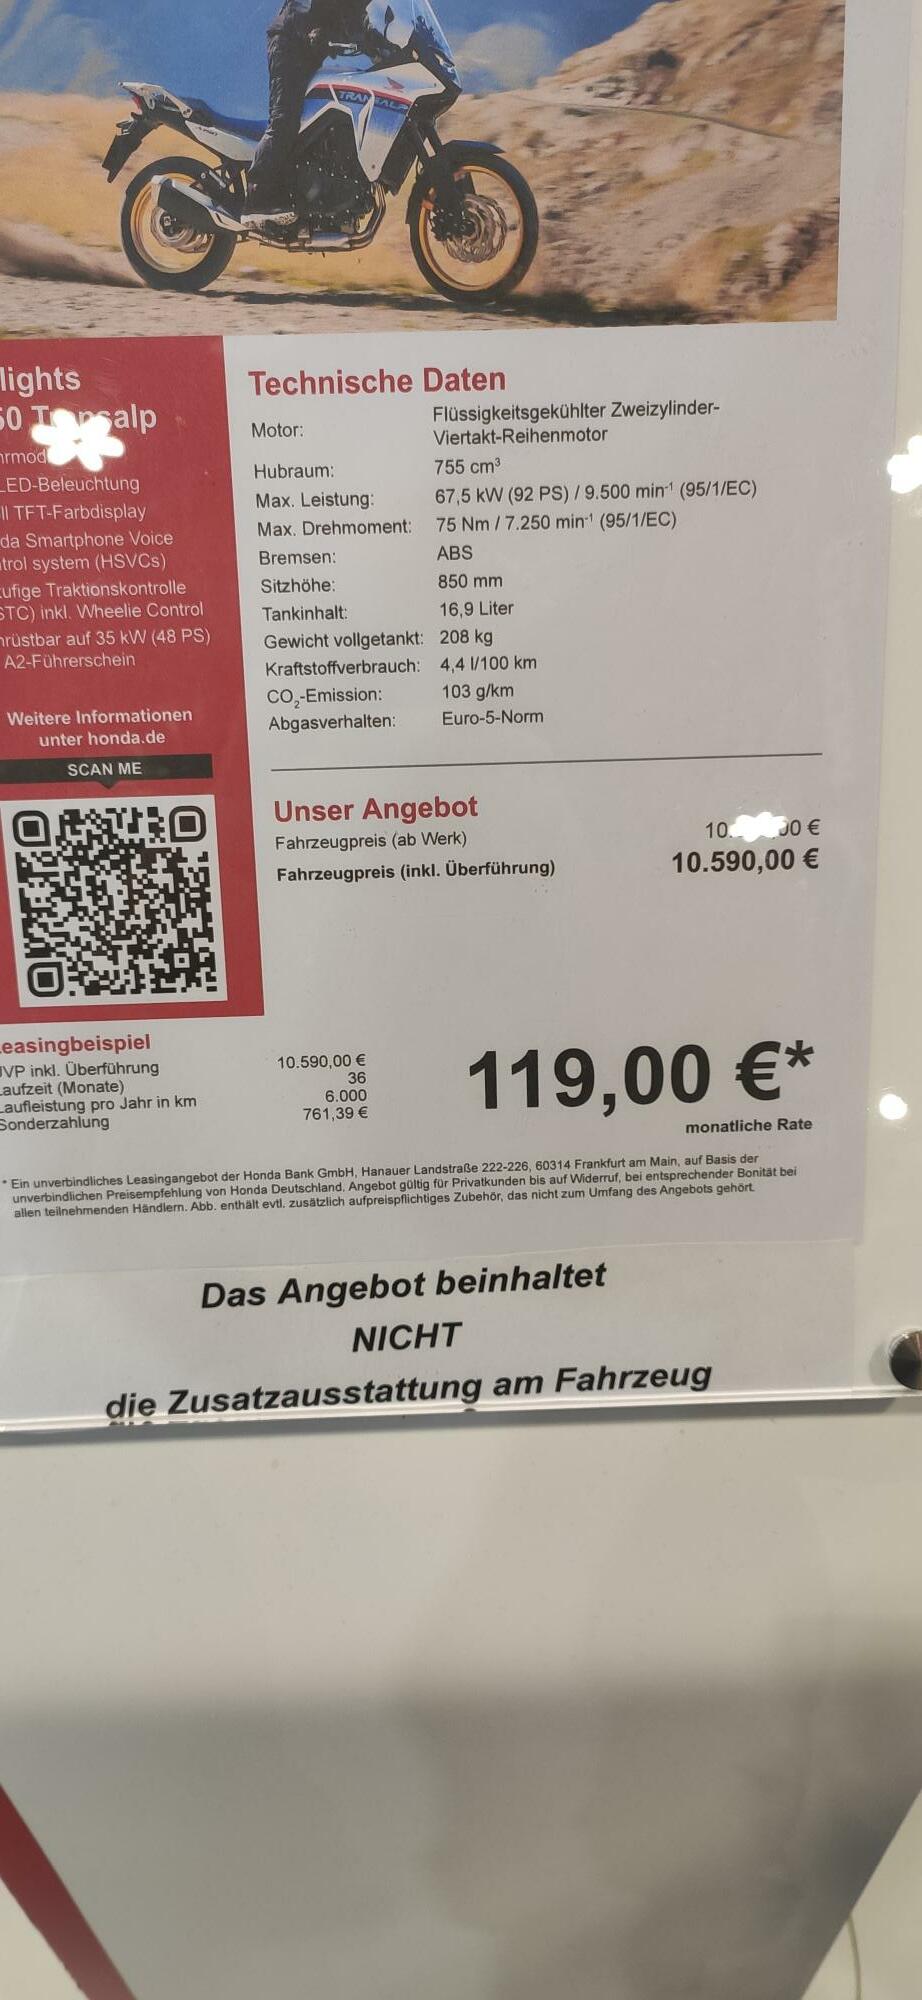 TRANSALP
lights
50 Transalp
LED-Beleuchtung
ll TFT-Farbdisplay
da Smartphone Voice
trol system (HSVCs)
ufige Traktionskontrolle
STC) inkl. Wheelie Control
rüstbar auf 35 kW (48 PS)
A2-Führerschein
Weitere Informationen
unter honda.de
SCAN ME
Technische Daten
Motor: Flüssigkeitsgekühlter Zweizylinder-
Viertakt-Reihenmotor
Hubraum: 755 cm³
Max. Leistung: 67,5 kW (92 PS) / 9.500 min⁻¹ (95/1/EC)
Max. Drehmoment: 75 Nm / 7.250 min⁻¹ (95/1/EC)
Bremsen: ABS
Sitzhöhe: 850 mm
Tankinhalt: 16,9 Liter
Gewicht vollgetankt: 208 kg
Kraftstoffverbrauch: 4,4 l/100 km
CO₂-Emission: 103 g/km
Abgasverhalten: Euro-5-Norm
Unser Angebot
Fahrzeugpreis (ab Werk) €
Fahrzeugpreis (inkl. Überführung) 10.590,00 €
easingbeispiel
VP inkl. Überführung 10.590,00 €
aufzeit (Monate) 36
Laufleistung pro Jahr in km 6.000
Sonderzahlung 761,39 €
119,00 €*
monatliche Rate
* Ein unverbindliches Leasingangebot der Honda Bank GmbH, Hanauer Landstraße 222-226, 60314 Frankfurt am Main, auf Basis der
unverbindlichen Preisempfehlung von Honda Deutschland. Angebot gültig für Privatkunden bis auf Widerruf, bei entsprechender Bonität bei
allen teilnehmenden Händlern. Abb. enthält evtl. zusätzlich aufpreispflichtiges Zubehör, das nicht zum Umfang des Angebots gehört.
Das Angebot beinhaltet
NICHT
die Zusatzausstattung am Fahrzeug